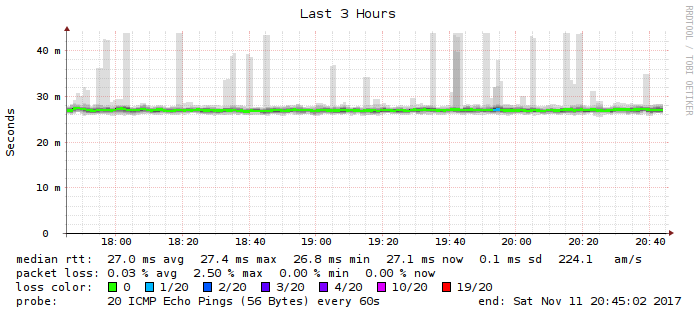 Last 3 Hours
RRDTOOL / TOBI OETIKER
Seconds
40 m
30 m
20 m
10 m
0
18:00 18:20 18:40 19:00 19:20 19:40 20:00 20:20 20:40
median rtt: 27.0 ms avg 27.4 ms max 26.8 ms min 27.1 ms now 0.1 ms sd 224.1 am/s
packet loss: 0.03 % avg 2.50 % max 0.00 % min 0.00 % now
loss color: 0 1/20 2/20 3/20 4/20 10/20 19/20
probe: 20 ICMP Echo Pings (56 Bytes) every 60s end: Sat Nov 11 20:45:02 2017